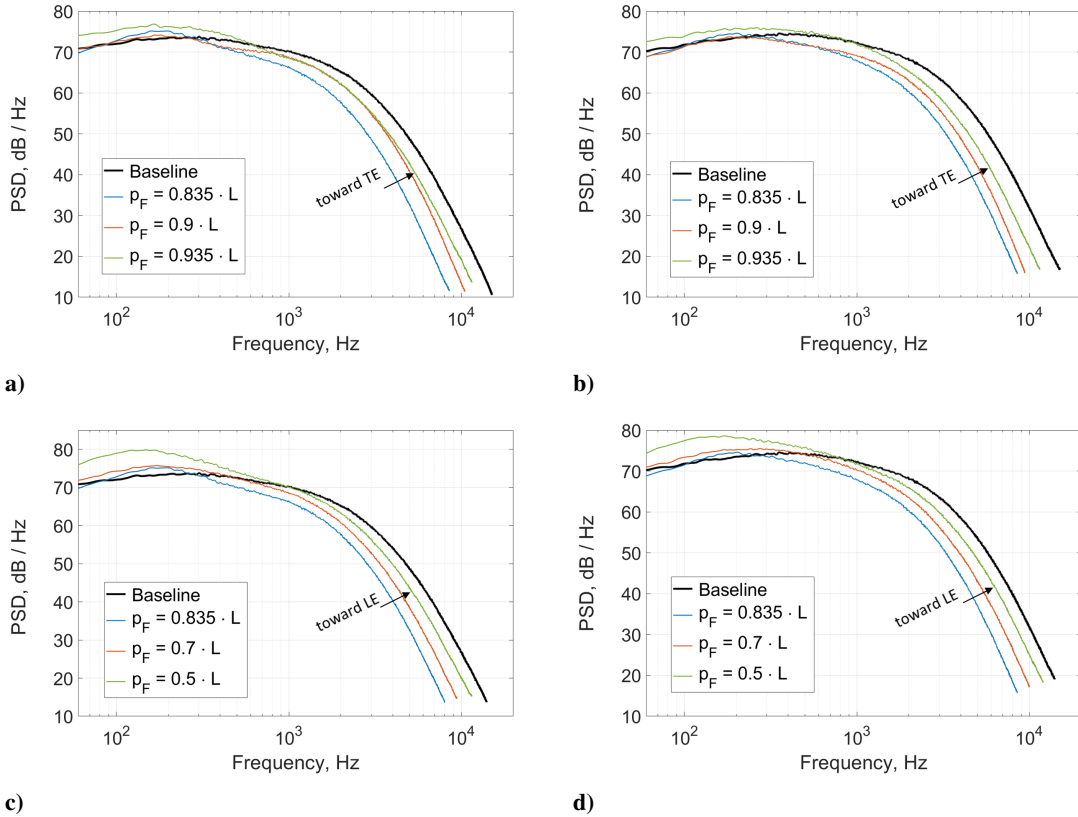 80
70
60
50
40
30
20
10
PSD, dB / Hz
toward TE
Baseline
p_F = 0.835 · L
p_F = 0.9 · L
p_F = 0.935 · L
10^2 10^3 10^4
Frequency, Hz
a)
80
70
60
50
40
30
20
10
PSD, dB / Hz
toward TE
Baseline
p_F = 0.835 · L
p_F = 0.9 · L
p_F = 0.935 · L
10^2 10^3 10^4
Frequency, Hz
b)
80
70
60
50
40
30
20
10
PSD, dB / Hz
toward LE
Baseline
p_F = 0.835 · L
p_F = 0.7 · L
p_F = 0.5 · L
10^2 10^3 10^4
Frequency, Hz
c)
80
70
60
50
40
30
20
10
PSD, dB / Hz
toward LE
Baseline
p_F = 0.835 · L
p_F = 0.7 · L
p_F = 0.5 · L
10^2 10^3 10^4
Frequency, Hz
d)